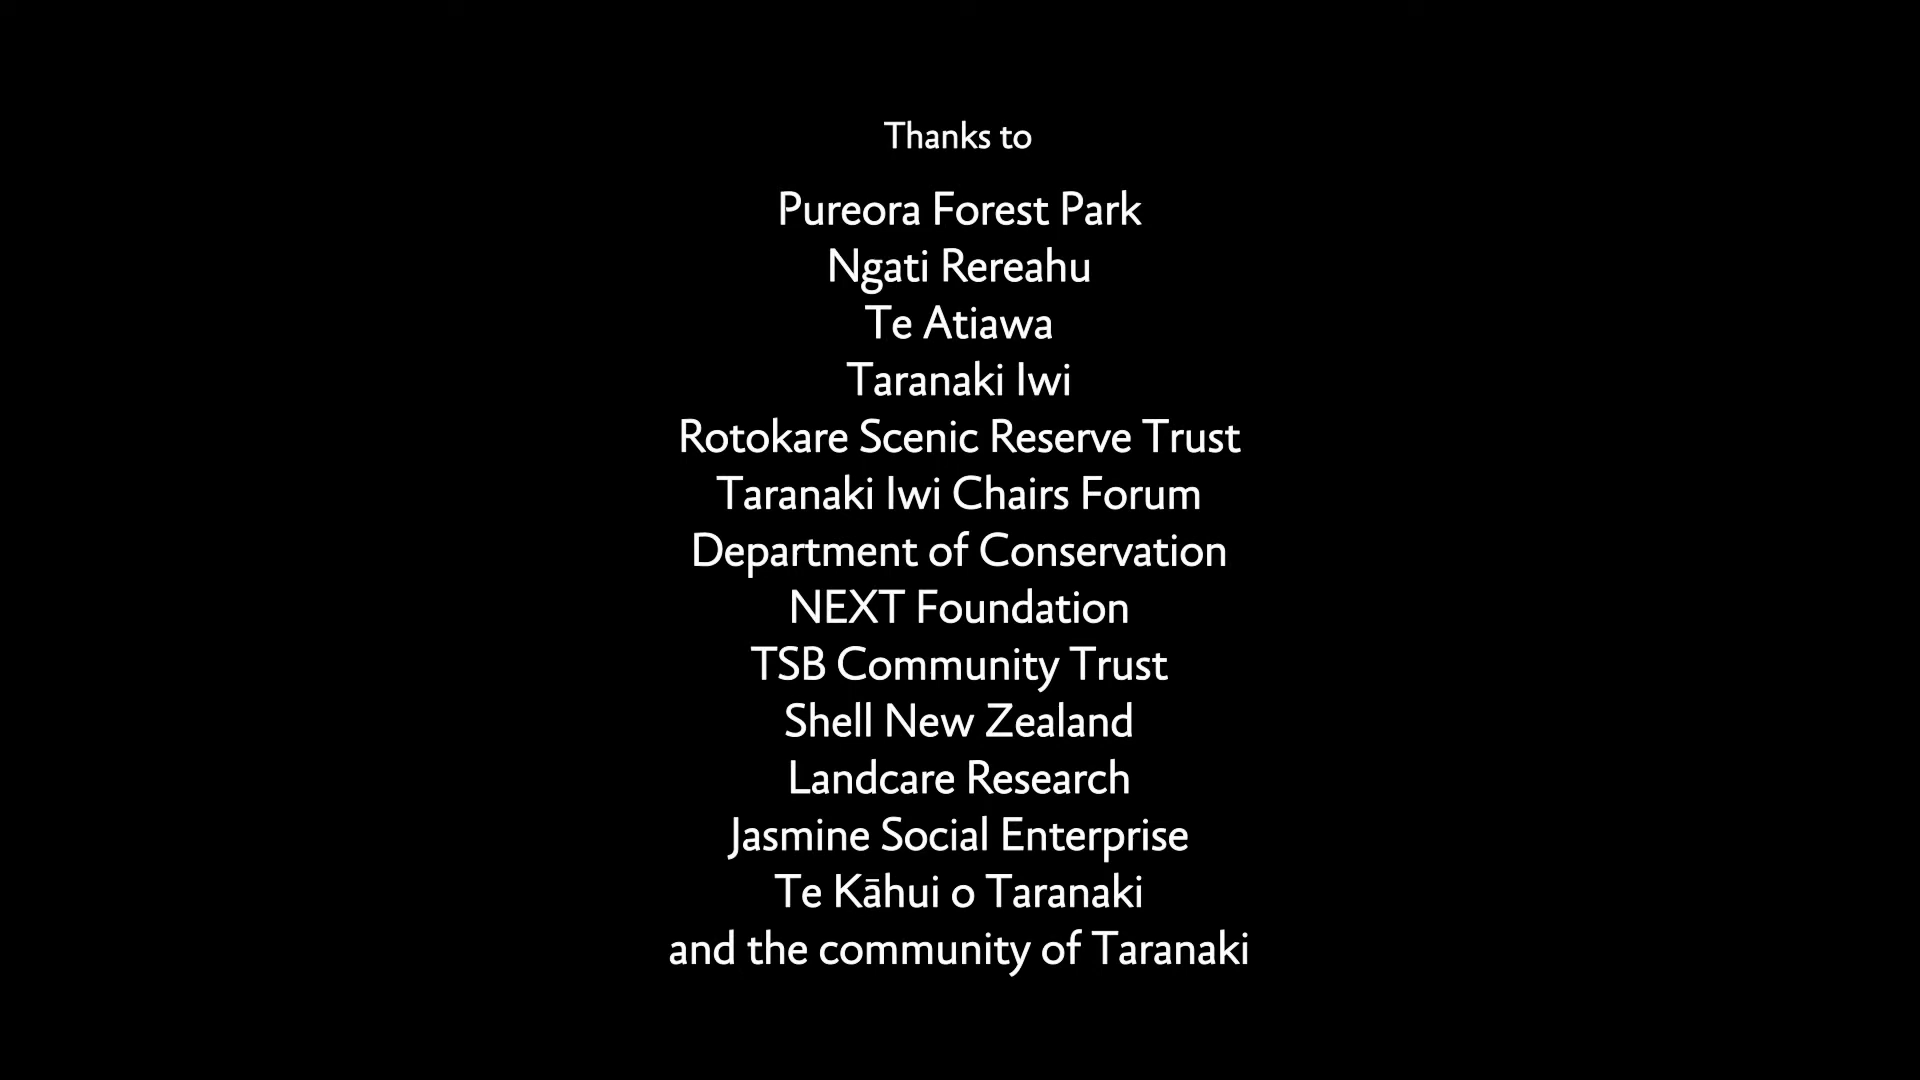 Thanks to
Pureora Forest Park
Ngati Rereahu
Te Atiawa
Taranaki Iwi
Rotokare Scenic Reserve Trust
Taranaki Iwi Chairs Forum
Department of Conservation
NEXT Foundation
TSB Community Trust
Shell New Zealand
Landcare Research
Jasmine Social Enterprise
Te Kāhui o Taranaki
and the community of Taranaki